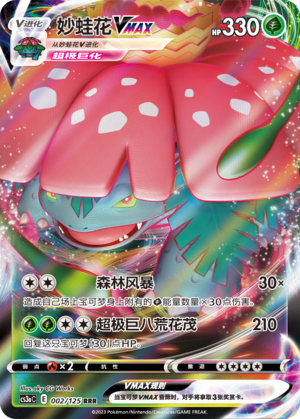 V进化
妙蛙花VMAX
HP330
从妙蛙花V进化
超极巨化
森林风暴 30×
造成自己场上宝可梦身上附有的能量数量×30点伤害。
超极巨八荒花茂 210
回复这只宝可梦「30」点HP。
弱点 ×2 抵抗力 撤退
VMAX规则
当宝可梦VMAX【昏厥】时,对手将拿取3张奖赏卡。
Illus. aky CG Works
CS3aC E 002/125 RRR
©2023 Pokémon/Nintendo/Creatures/GAME FREAK.